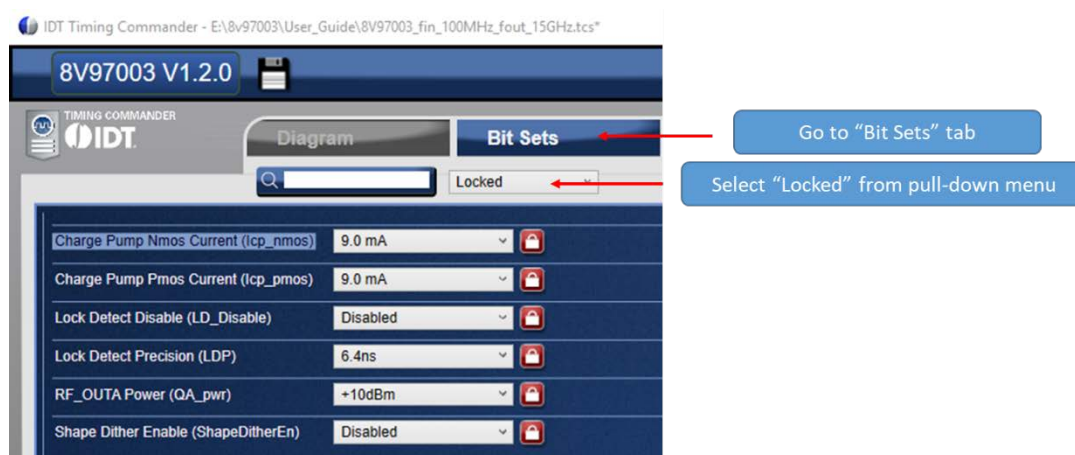 IDT Timing Commander - E:\8v97003\User_Guide\8V97003_fin_100MHz_fout_15GHz.tcs*
8V97003 V1.2.0
TIMING COMMANDER
IDT
Diagram
Bit Sets
Go to “Bit Sets” tab
Locked
Select “Locked” from pull-down menu
Charge Pump Nmos Current (Icp_nmos) 9.0 mA
Charge Pump Pmos Current (Icp_pmos) 9.0 mA
Lock Detect Disable (LD_Disable) Disabled
Lock Detect Precision (LDP) 6.4ns
RF_OUTA Power (QA_pwr) +10dBm
Shape Dither Enable (ShapeDitherEn) Disabled